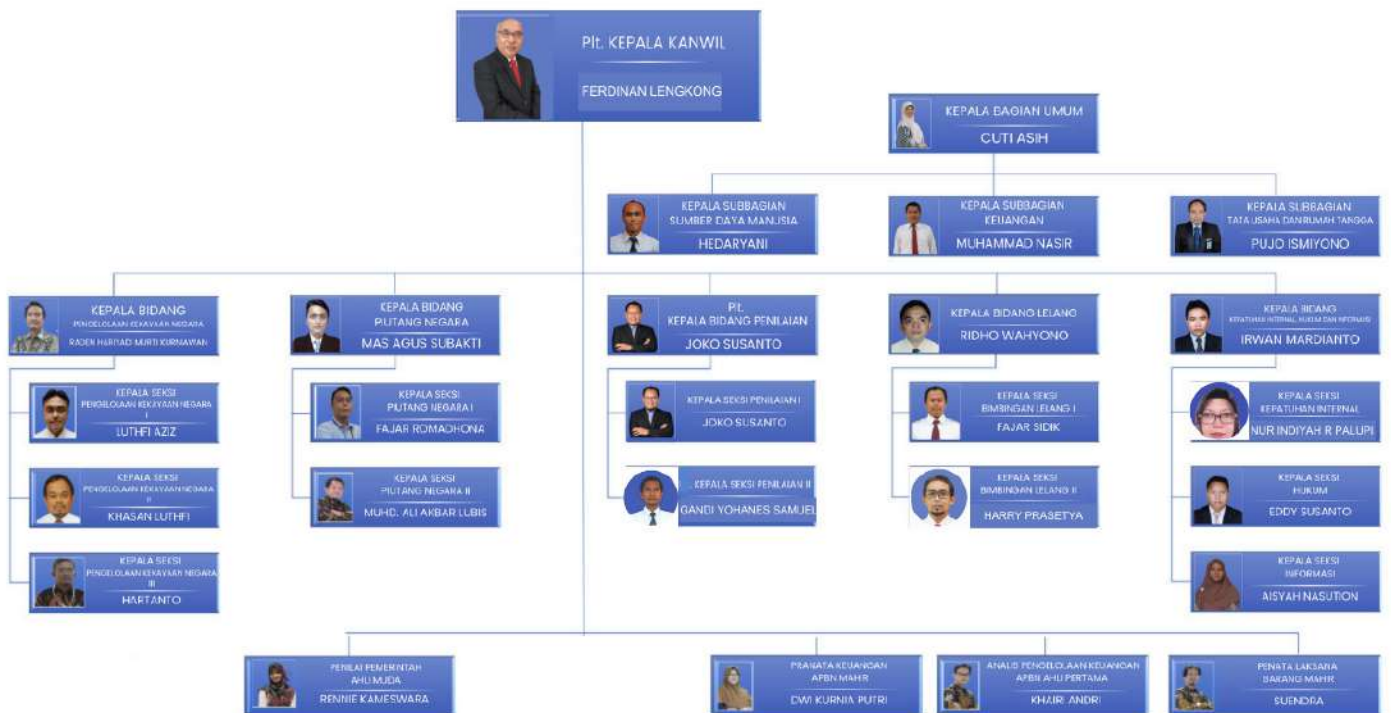 Plt. KEPALA KANWIL
FERDINAN LENGKONG
KEPALA BAGIAN UMUM
CUTI ASIH
KEPALA SUBBAGIAN
SUMBER DAYA MANUSIA
HEDARYANI
KEPALA SUBBAGIAN
KEUANGAN
MUHAMMAD NASIR
KEPALA SUBBAGIAN
TATA USAHA DAN RUMAH TANGGA
PUJO ISMIYONO
KEPALA BIDANG
PENGELOLAAN KEKAYAAN NEGARA
RADEN HARIYADI MURTI KURNIAWAN
KEPALA BIDANG
PIUTANG NEGARA
MAS AGUS SUBAKTI
Plt.
KEPALA BIDANG PENILAIAN
JOKO SUSANTO
KEPALA BIDANG LELANG
RIDHO WAHYONO
KEPALA BIDANG
KEPATUHAN INTERNAL, HUKUM DAN INFORMASI
IRWAN MARDIANTO
KEPALA SEKSI
PENGELOLAAN KEKAYAAN NEGARA
I
LUTHFI AZIZ
KEPALA SEKSI
PENGELOLAAN KEKAYAAN NEGARA
II
KHASAN LUTHFI
KEPALA SEKSI
PENGELOLAAN KEKAYAAN NEGARA
III
HARTANTO
KEPALA SEKSI
PIUTANG NEGARA I
FAJAR ROMADHONA
KEPALA SEKSI
PIUTANG NEGARA II
MUHD. ALI AKBAR LUBIS
KEPALA SEKSI PENILAIAN I
JOKO SUSANTO
KEPALA SEKSI PENILAIAN II
GANDI YOHANES SAMUEL
KEPALA SEKSI
BIMBINGAN LELANG I
FAJAR SIDIK
KEPALA SEKSI
BIMBINGAN LELANG II
HARRY PRASETYA
KEPALA SEKSI
KEPATUHAN INTERNAL
NUR INDIYAH R PALUPI
KEPALA SEKSI
HUKUM
EDDY SUSANTO
KEPALA SEKSI
INFORMASI
AISYAH NASUTION
PENILAI PEMERINTAH
AHLI MUDA
RENNIE KANESWARA
PRANATA KEUANGAN
APBN MAHIR
DWI KURNIA PUTRI
ANALIS PENGELOLAAN KEUANGAN
APBN AHLI PERTAMA
KHAIRI ANDRI
PENATA LAKSANA
BARANG MAHIR
SUENDRA